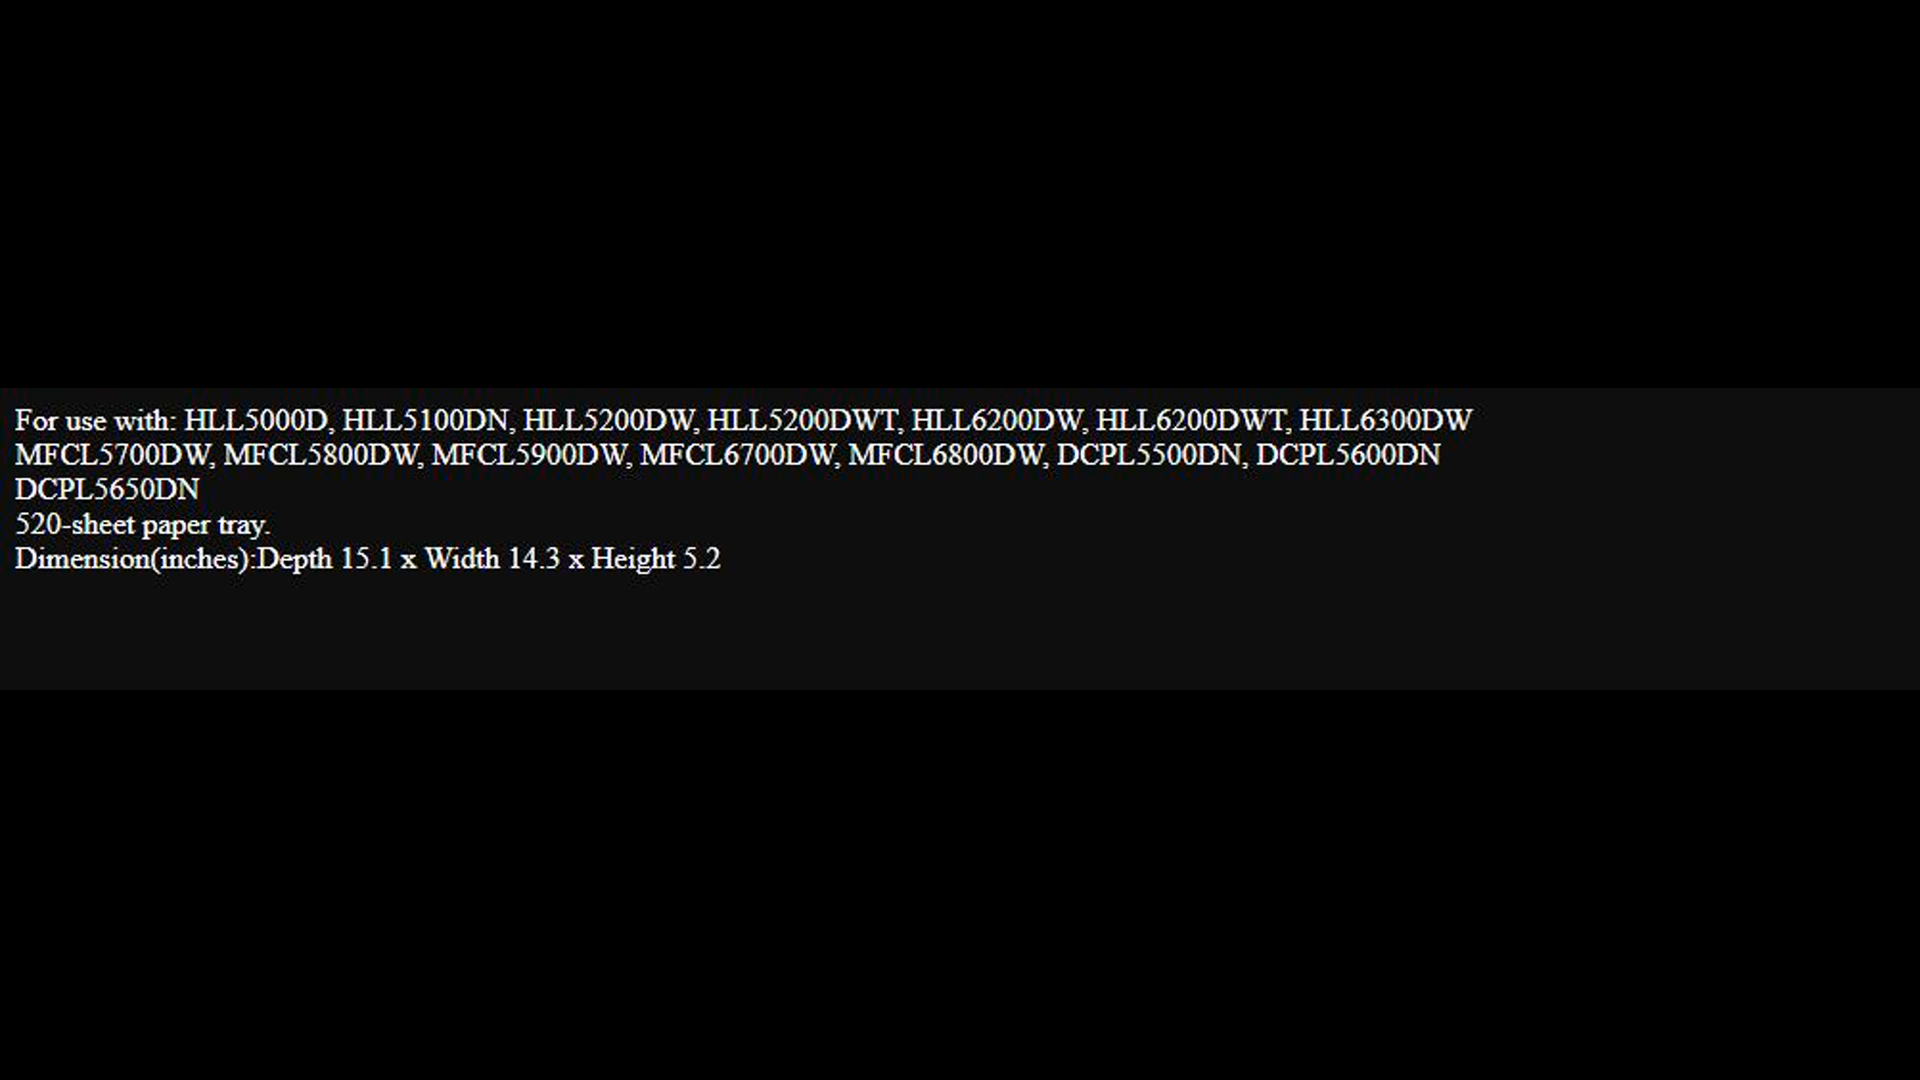 For use with: HLL5000D, HLL5100DN, HLL5200DW, HLL5200DWT, HLL6200DW, HLL6200DWT, HLL6300DW
MFCL5700DW, MFCL5800DW, MFCL5900DW, MFCL6700DW, MFCL6800DW, DCPL5500DN, DCPL5600DN
DCPL5650DN
520-sheet paper tray.
Dimension(inches):Depth 15.1 x Width 14.3 x Height 5.2